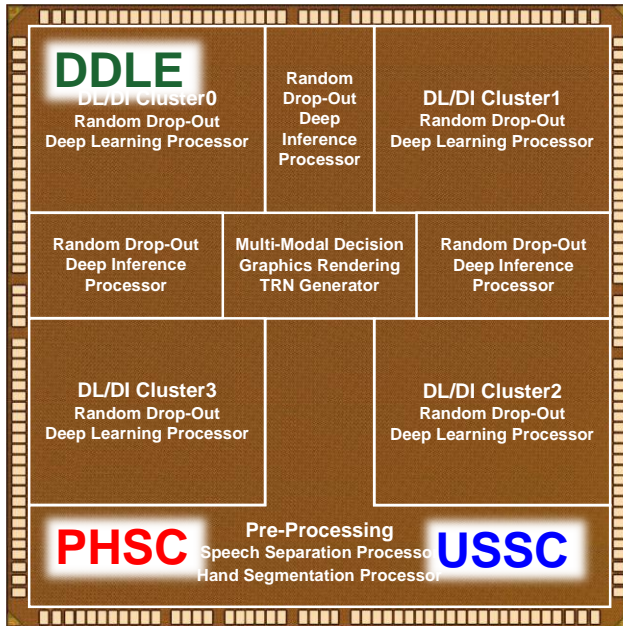 DDLE
DL/DI Cluster0
Random Drop-Out
Deep Learning Processor
Random
Drop-Out
Deep
Inference
Processor
DL/DI Cluster1
Random Drop-Out
Deep Learning Processor
Random Drop-Out
Deep Inference
Processor
Multi-Modal Decision
Graphics Rendering
TRN Generator
Random Drop-Out
Deep Inference
Processor
DL/DI Cluster3
Random Drop-Out
Deep Learning Processor
DL/DI Cluster2
Random Drop-Out
Deep Learning Processor
PHSC
Pre-Processing
Speech Separation Processor
Hand Segmentation Processor
USSC